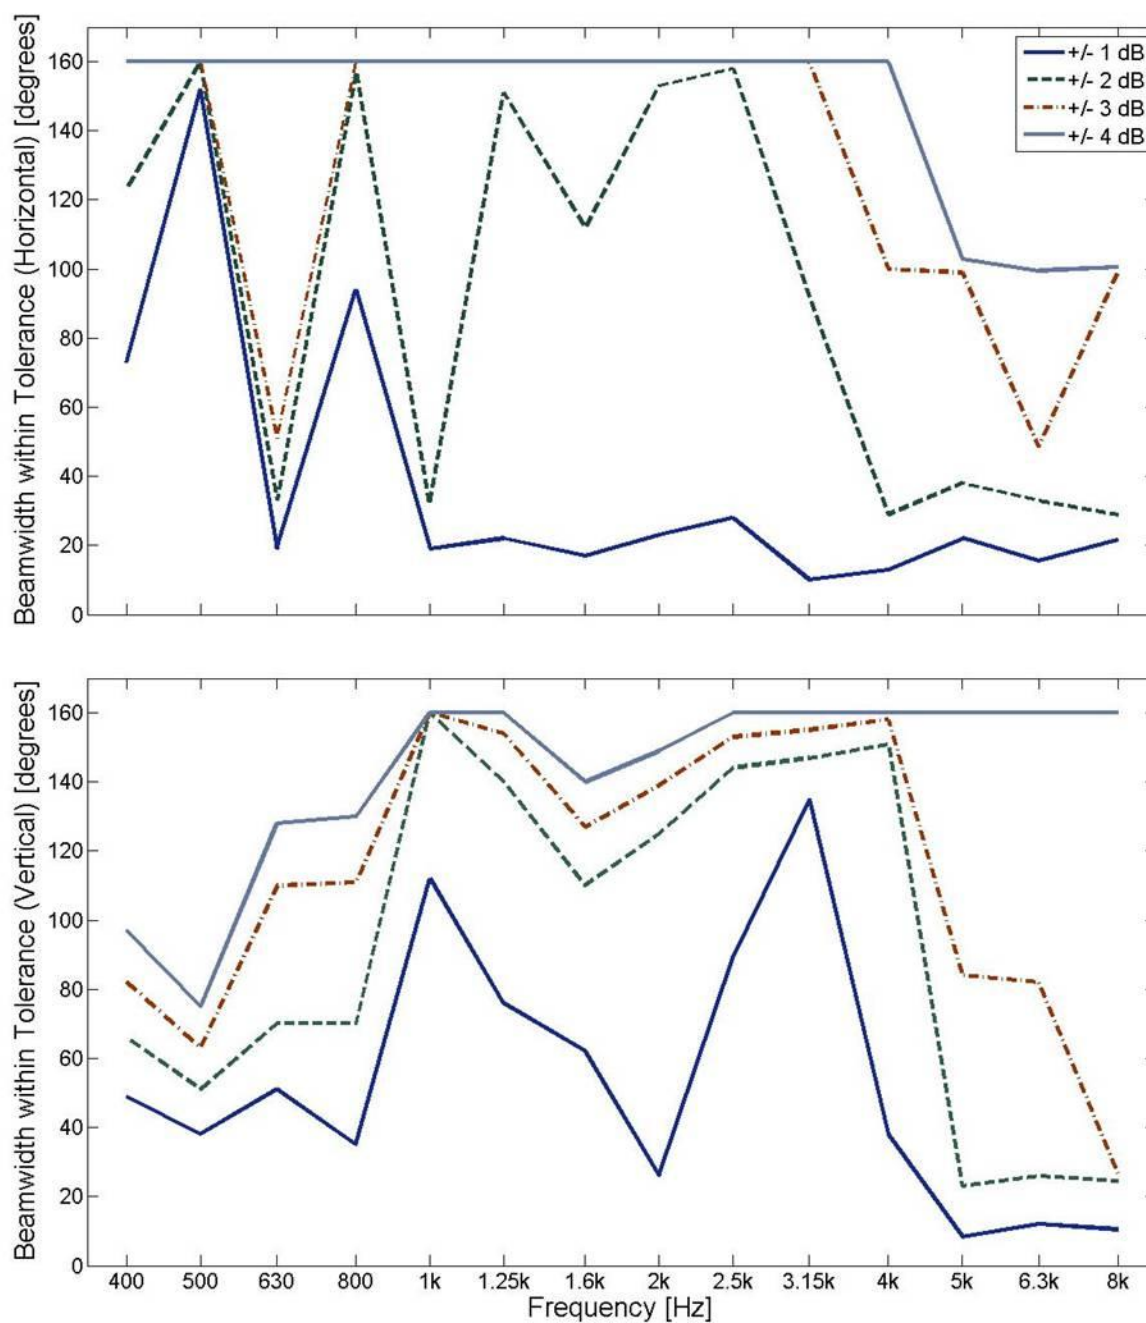 Beamwidth within Tolerance (Horizontal) [degrees]
160
140
120
100
80
60
40
20
0
+/- 1 dB
+/- 2 dB
+/- 3 dB
+/- 4 dB
Beamwidth within Tolerance (Vertical) [degrees]
160
140
120
100
80
60
40
20
0
400 500 630 800 1k 1.25k 1.6k 2k 2.5k 3.15k 4k 5k 6.3k 8k
Frequency [Hz]